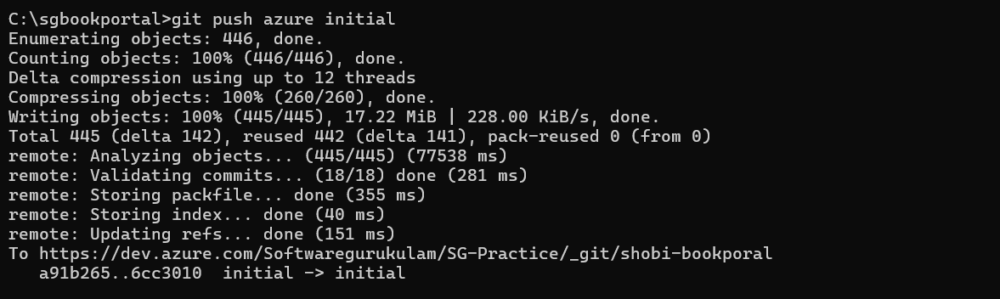 C:\sgbookportal>git push azure initial
Enumerating objects: 446, done.
Counting objects: 100% (446/446), done.
Delta compression using up to 12 threads
Compressing objects: 100% (260/260), done.
Writing objects: 100% (445/445), 17.22 MiB | 228.00 KiB/s, done.
Total 445 (delta 142), reused 442 (delta 141), pack-reused 0 (from 0)
remote: Analyzing objects... (445/445) (77538 ms)
remote: Validating commits... (18/18) done (281 ms)
remote: Storing packfile... done (355 ms)
remote: Storing index... done (40 ms)
remote: Updating refs... done (151 ms)
To https://dev.azure.com/Softwaregurukulam/SG-Practice/_git/shobi-bookporal
   a91b265..6cc3010  initial -> initial